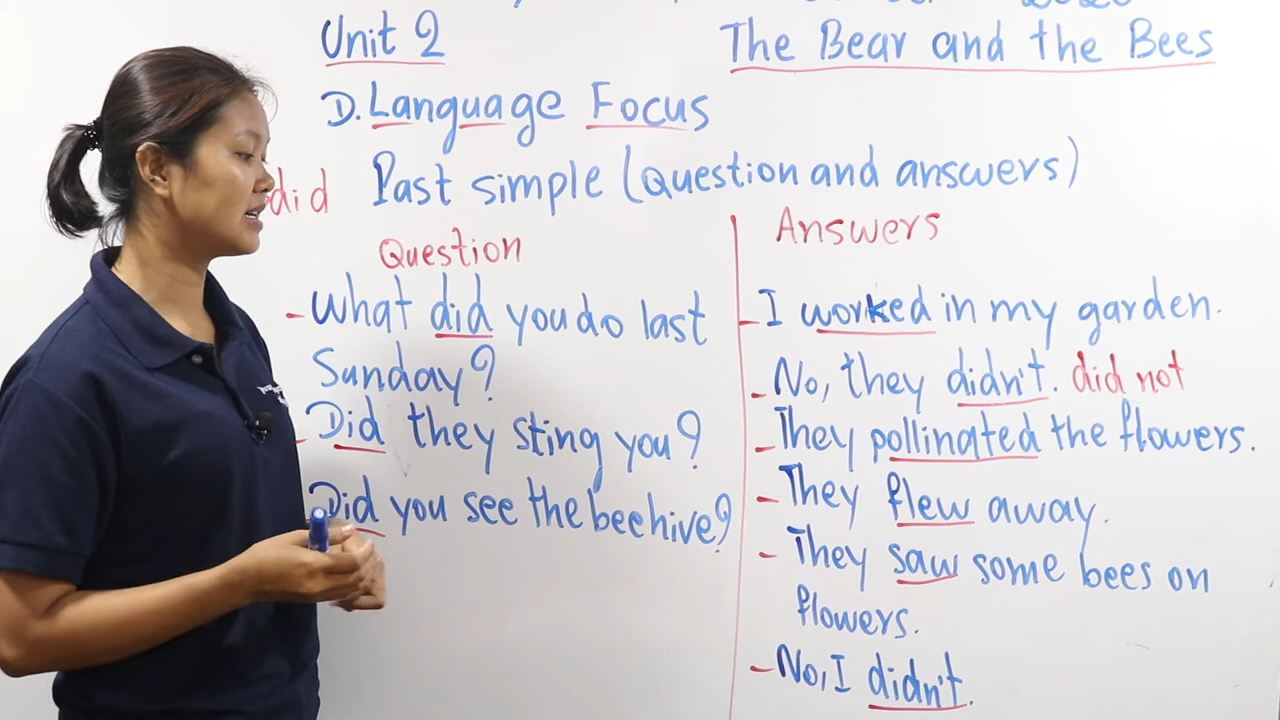 Unit 2
The Bear and the Bees
D. Language Focus
did
Past simple (Question and answers)
Question
- What did you do last
Sunday?
- Did they sting you?
Did you see the beehive?
Answers
- I worked in my garden.
- No, they didn't. did not
- They pollinated the flowers.
- They flew away.
- They saw some bees on
flowers.
- No, I didn't.